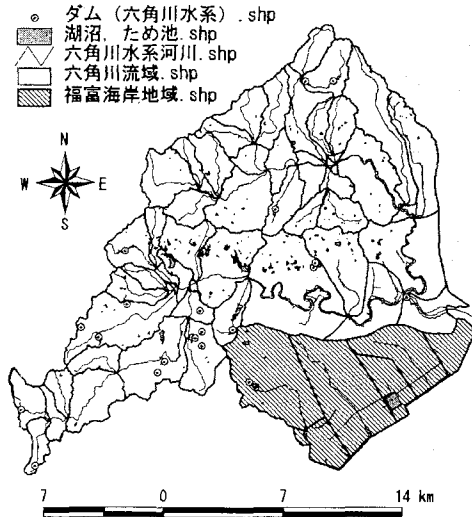 ダム（六角川水系）.shp
湖沼，ため池.shp
六角川水系河川.shp
六角川流域.shp
福富海岸地域.shp
N
W E
S
7 0 7 14 km